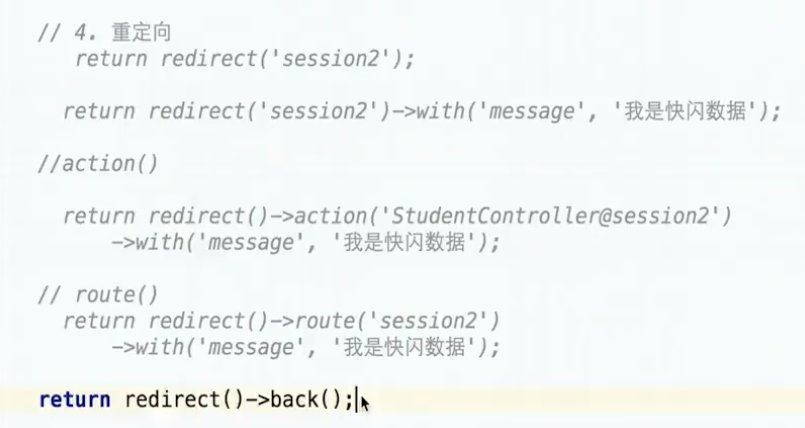 // 4. 重定向
return redirect('session2');
return redirect('session2')->with('message', '我是快闪数据');
//action()
return redirect()->action('StudentController@session2')
->with('message', '我是快闪数据');
// route()
return redirect()->route('session2')
->with('message', '我是快闪数据');
return redirect()->back();